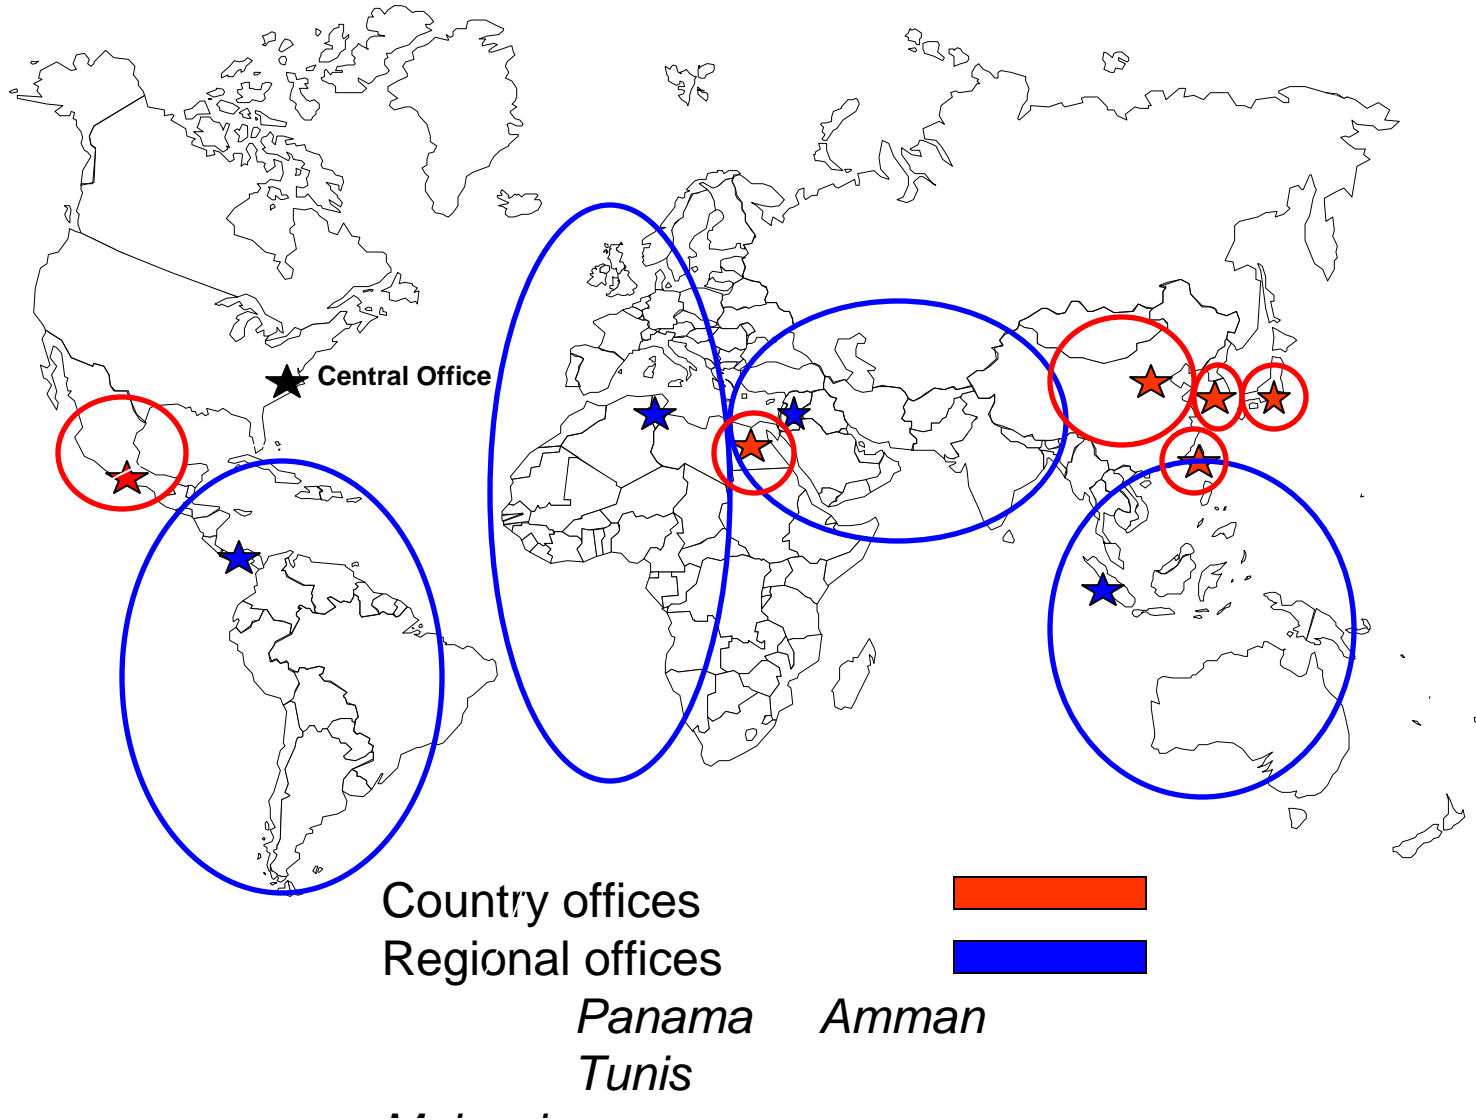 Central Office
Country offices
Regional offices
Panama Amman
Tunis